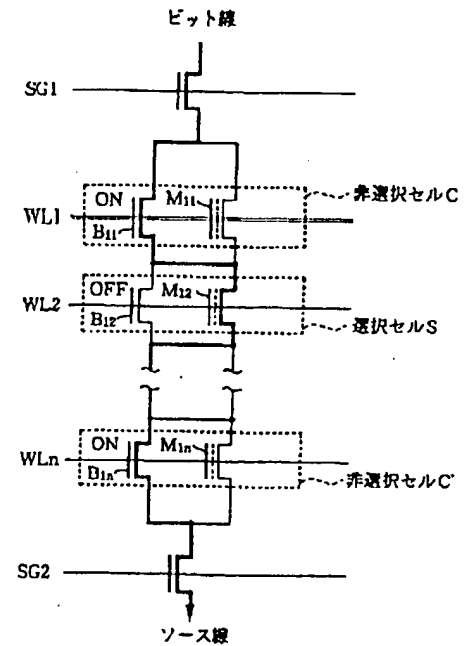 ビット線
SG1
ON
M11
非選択セルC
WL1
B11
OFF
M12
WL2
B12
選択セルS
ON
M1n
WLn
B1n
非選択セルC'
SG2
ソース線